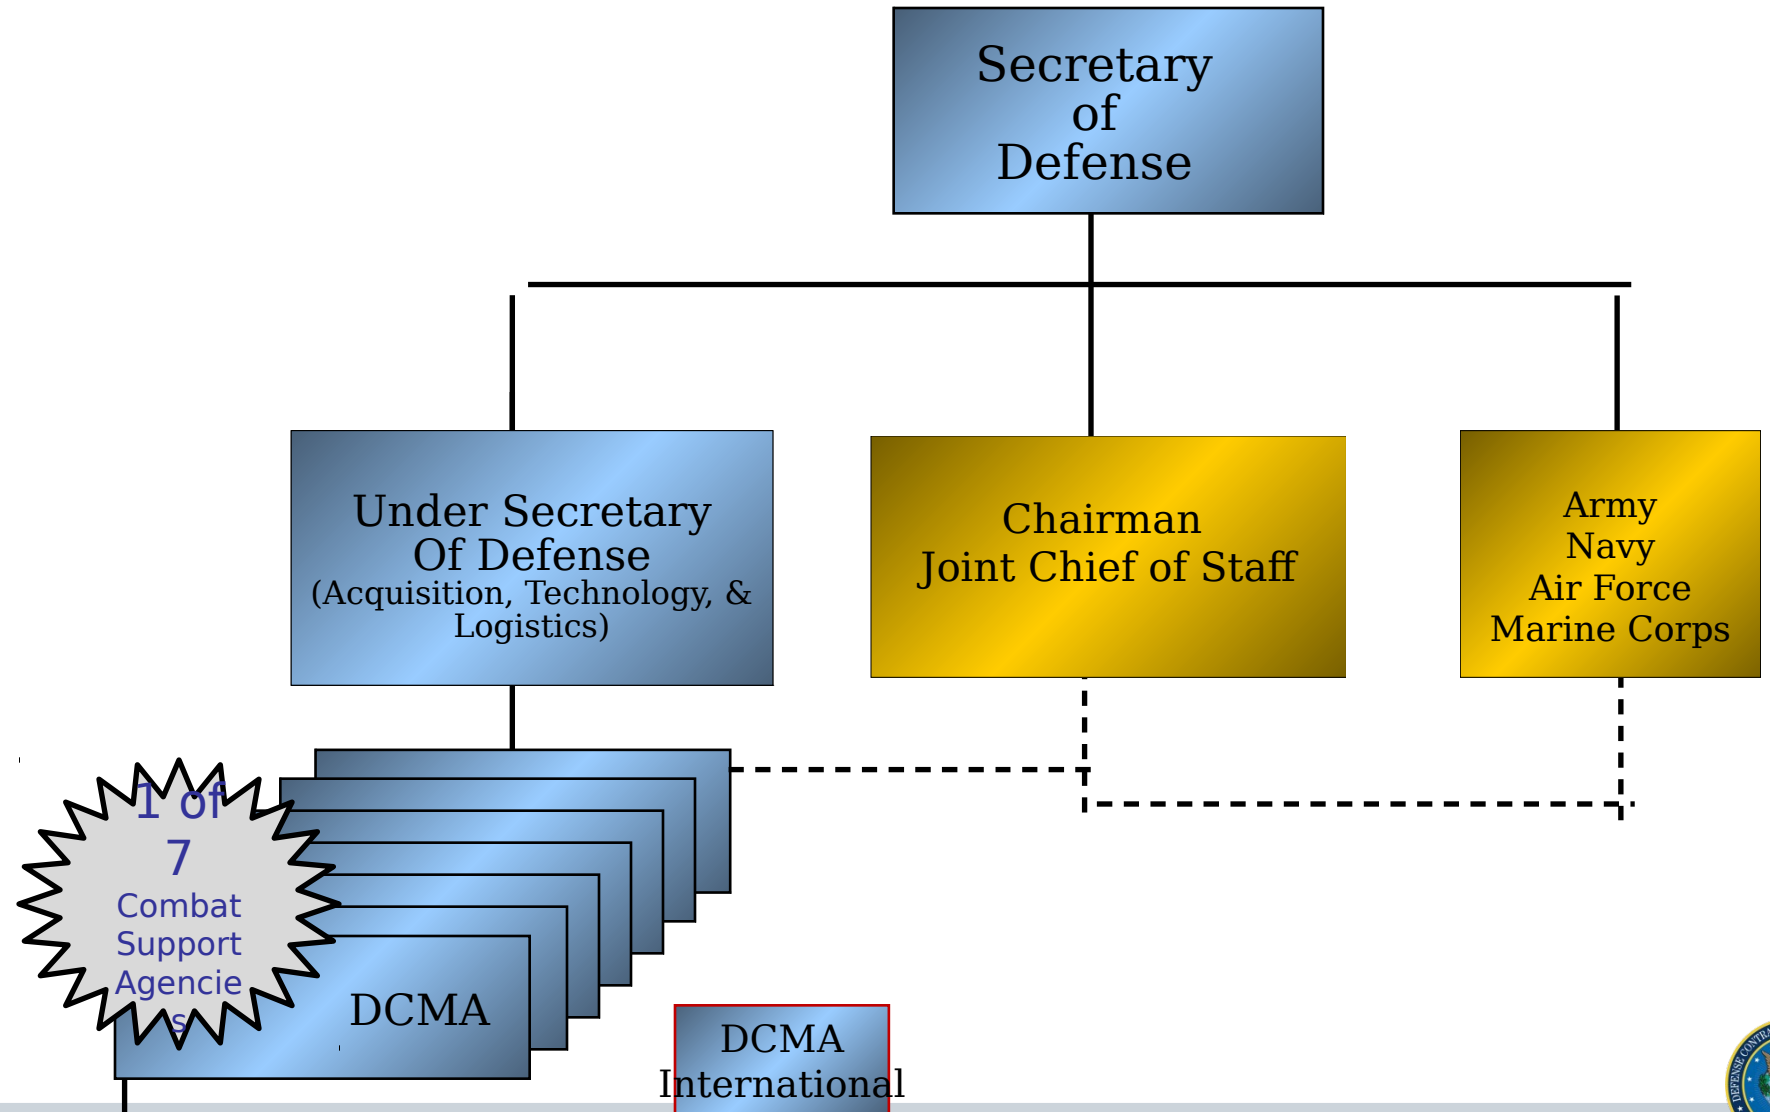 Secretary
of
Defense
Under Secretary
Of Defense
(Acquisition, Technology, &
Logistics)
Chairman
Joint Chief of Staff
Army
Navy
Air Force
Marine Corps
1 of
7
Combat
Support
Agencie
s
DCMA
DCMA
International
DEFENSE